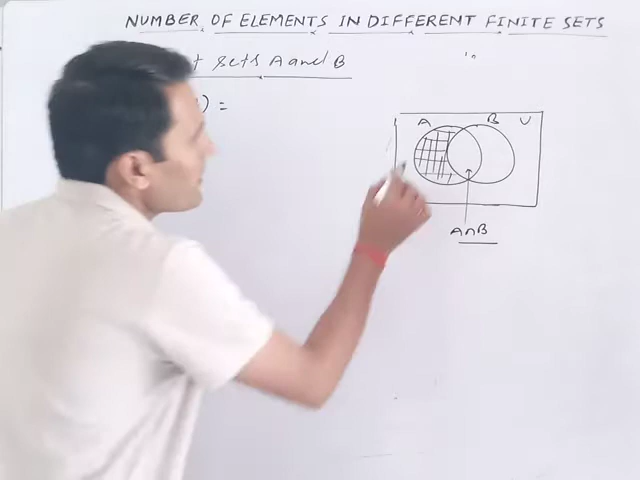 NUMBER OF ELEMENTS IN DIFFERENT FINITE SETS
sets A and B
) =
A B U
A∩B